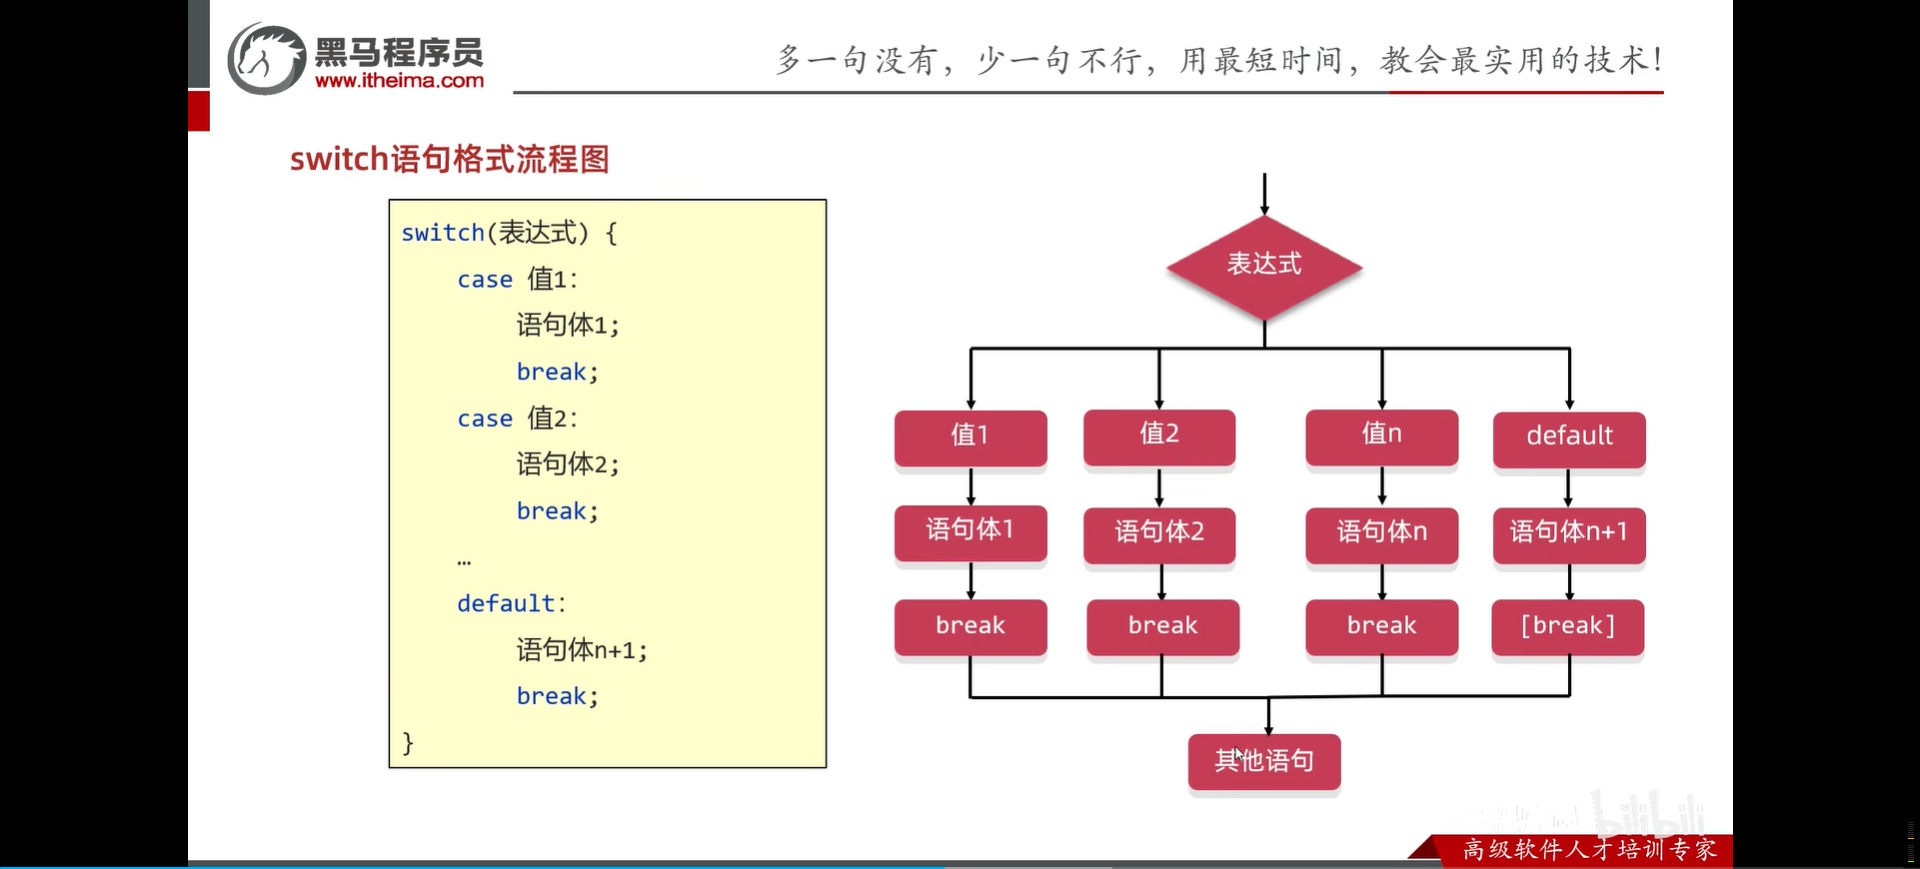 黑马程序员
www.itheima.com
多一句没有，少一句不行，用最短时间，教会最实用的技术！
switch语句格式流程图
switch(表达式) {
case 值1：
语句体1;
break;
case 值2：
语句体2;
break;
…
default：
语句体n+1;
break;
}
表达式
值1
值2
值n
default
语句体1
语句体2
语句体n
语句体n+1
break
break
break
[break]
其他语句
bilibili
高级软件人才培训专家